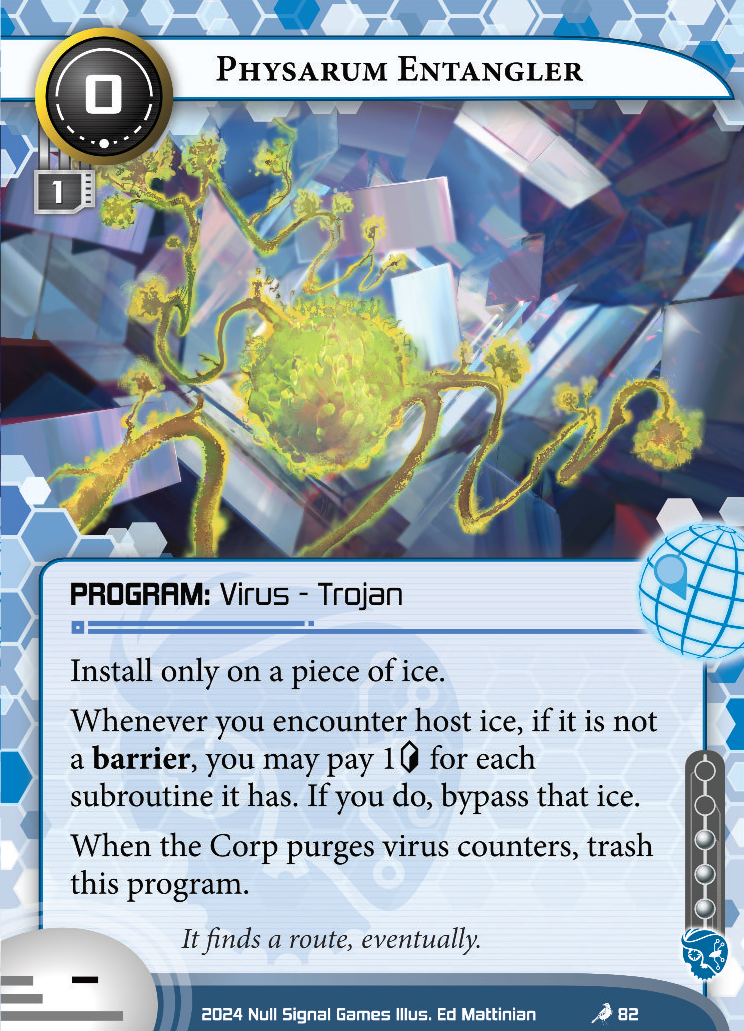 0
PHYSARUM ENTANGLER
1
PROGRAM: Virus - Trojan
Install only on a piece of ice.
Whenever you encounter host ice, if it is not
a barrier, you may pay 1 for each
subroutine it has. If you do, bypass that ice.
When the Corp purges virus counters, trash
this program.
It finds a route, eventually.
-
2024 Null Signal Games Illus. Ed Mattinian
82